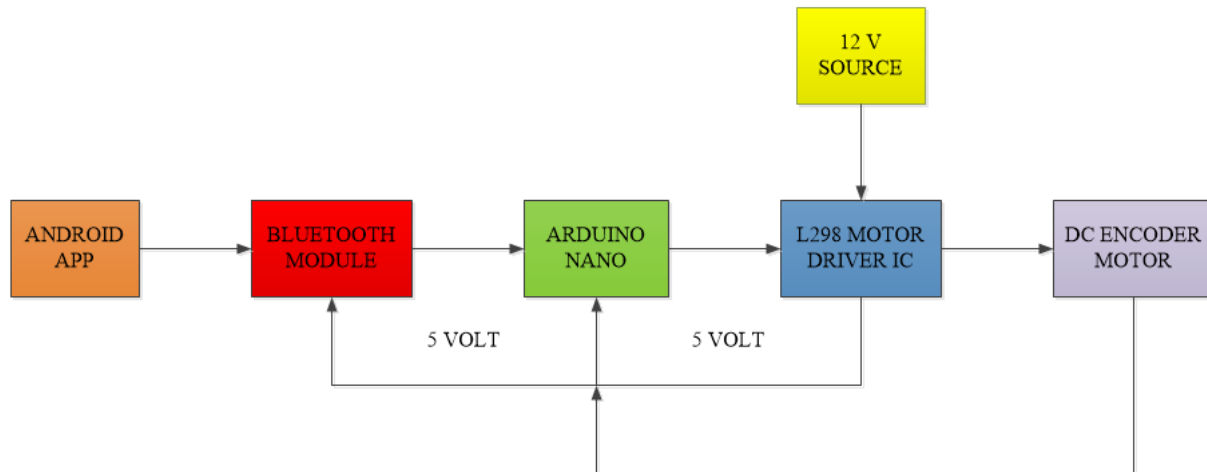 12 V
SOURCE
ANDROID
APP
BLUETOOTH
MODULE
ARDUINO
NANO
L298 MOTOR
DRIVER IC
DC ENCODER
MOTOR
5 VOLT
5 VOLT